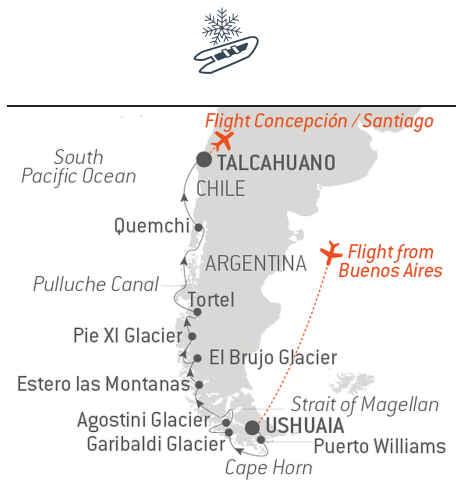 Flight Concepción / Santiago
South
Pacific Ocean
TALCAHUANO
CHILE
Quemchi
ARGENTINA
Flight from
Buenos Aires
Pulluche Canal
Tortel
Pie XI Glacier
El Brujo Glacier
Estero las Montanas
Strait of Magellan
Agostini Glacier
USHUAIA
Garibaldi Glacier
Puerto Williams
Cape Horn